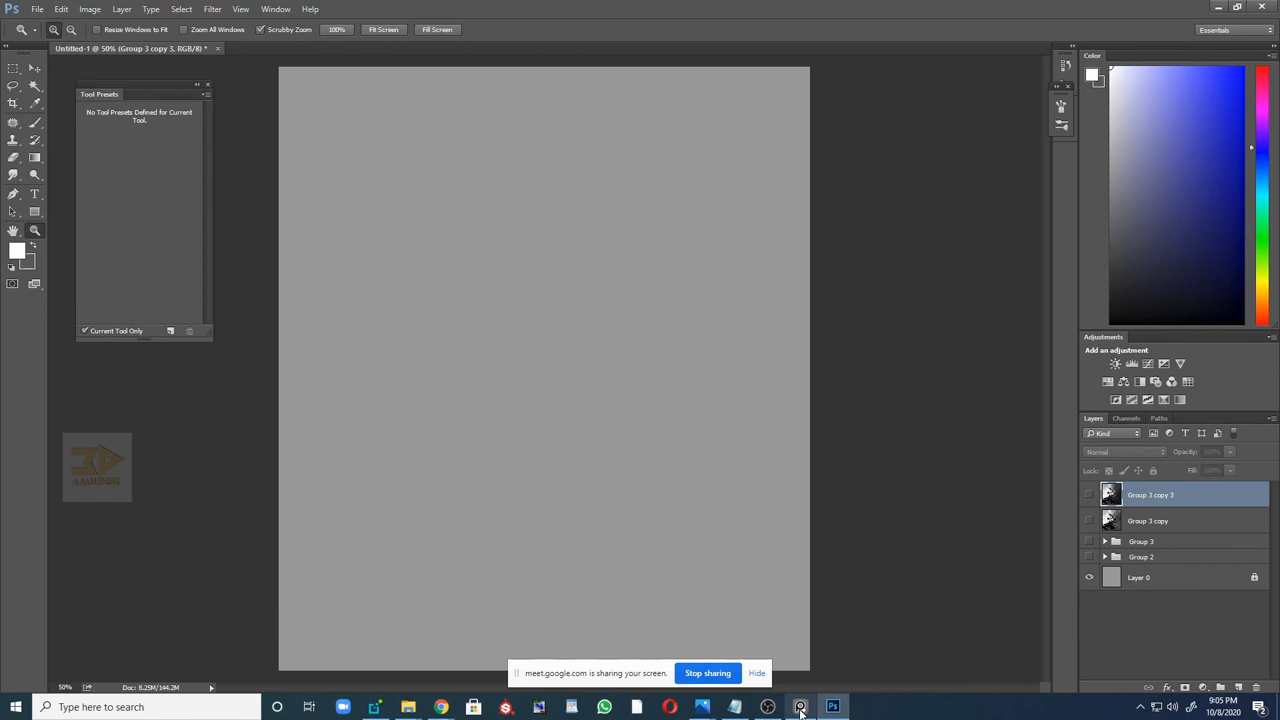 Ps File Edit Image Layer Type Select Filter View Window Help
Resize Windows to Fit Zoom All Windows Scrubby Zoom 100% Fit Screen Fill Screen Essentials
Untitled-1 @ 50% (Group 3 copy 3, RGB/8) *
Color
Tool Presets
No Tool Presets Defined for Current
Tool.
Current Tool Only
Adjustments
Add an adjustment
Layers Channels Paths
Kind
Normal Opacity: 100%
Lock: Fill: 100%
Group 3 copy 3
Group 3 copy
Group 3
Group 2
Layer 0
meet.google.com is sharing your screen. Stop sharing Hide
50% Doc: 8.25M/144.2M
Type here to search
Ps
9:05 PM
10/8/2020
2